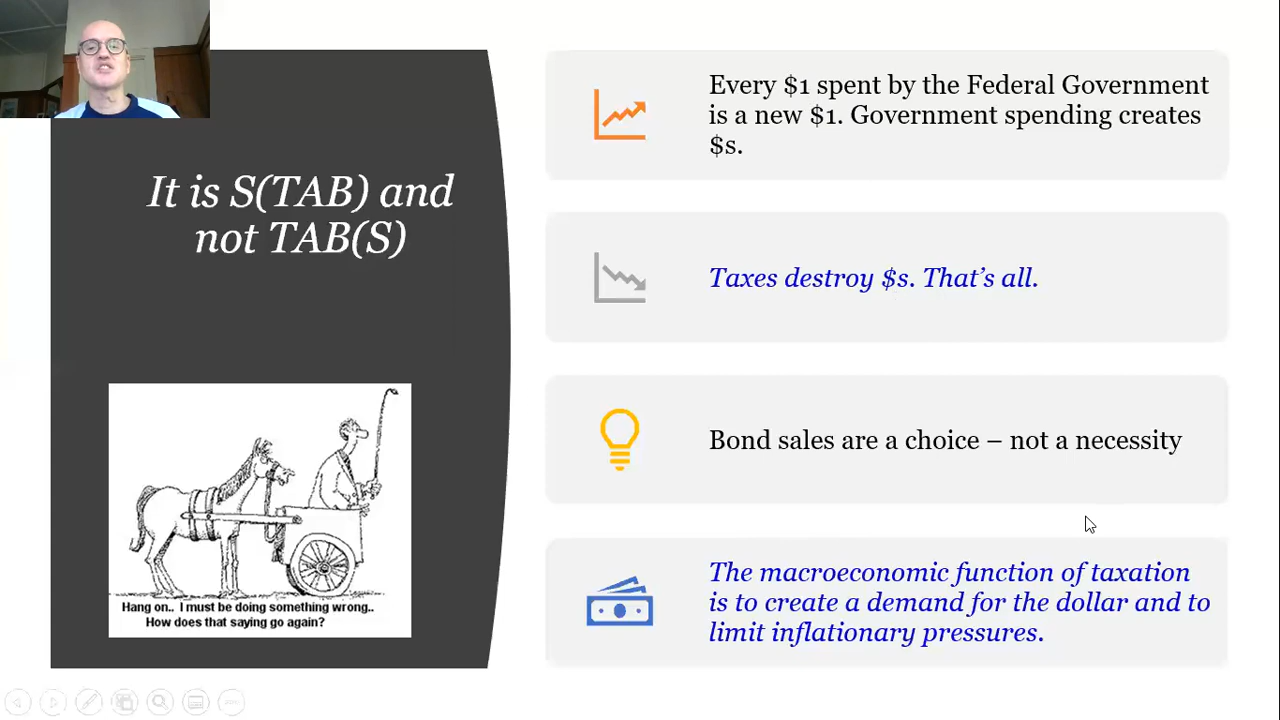 It is S(TAB) and
not TAB(S)
Hang on.. I must be doing something wrong..
How does that saying go again?
Every $1 spent by the Federal Government
is a new $1. Government spending creates
$s.
Taxes destroy $s. That’s all.
Bond sales are a choice – not a necessity
The macroeconomic function of taxation
is to create a demand for the dollar and to
limit inflationary pressures.